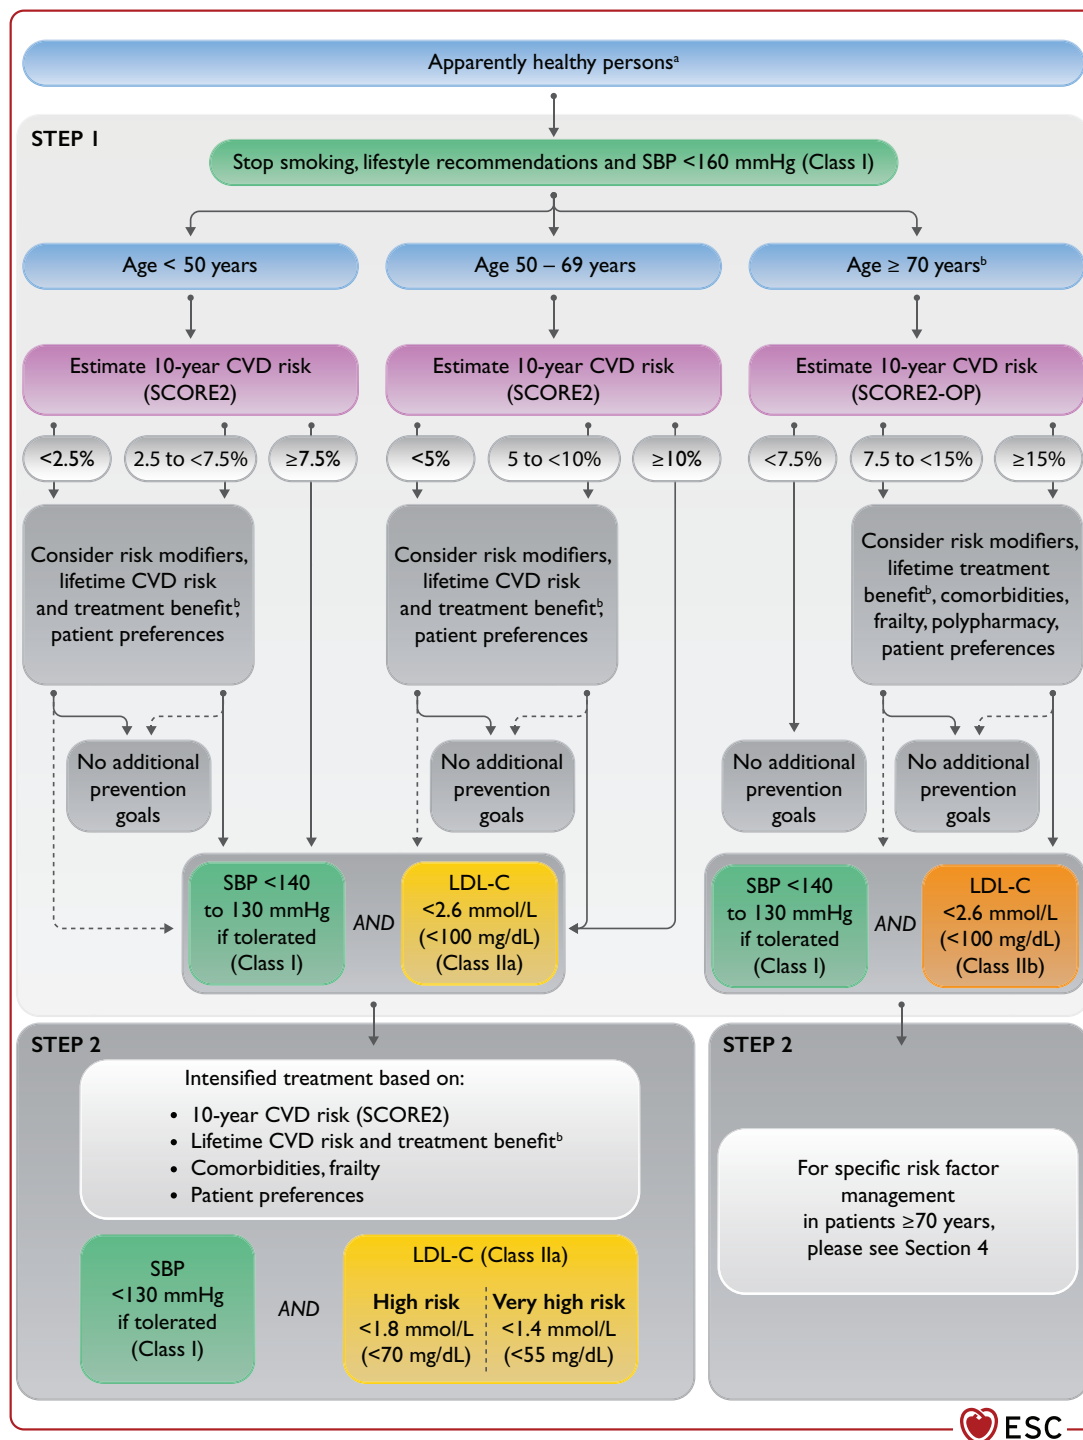 Apparently healthy personsᵃ
STEP 1
Stop smoking, lifestyle recommendations and SBP <160 mmHg (Class I)
Age < 50 years
Age 50 – 69 years
Age ≥ 70 yearsᵇ
Estimate 10-year CVD risk
(SCORE2)
Estimate 10-year CVD risk
(SCORE2)
Estimate 10-year CVD risk
(SCORE2-OP)
<2.5%
2.5 to <7.5%
≥7.5%
<5%
5 to <10%
≥10%
<7.5%
7.5 to <15%
≥15%
Consider risk modifiers,
lifetime CVD risk
and treatment benefitᵇ,
patient preferences
Consider risk modifiers,
lifetime CVD risk
and treatment benefitᵇ,
patient preferences
Consider risk modifiers,
lifetime treatment
benefitᵇ, comorbidities,
frailty, polypharmacy,
patient preferences
No additional
prevention
goals
No additional
prevention
goals
No additional
prevention
goals
No additional
prevention
goals
SBP <140
to 130 mmHg
if tolerated
(Class I)
AND
LDL-C
<2.6 mmol/L
(<100 mg/dL)
(Class IIa)
SBP <140
to 130 mmHg
if tolerated
(Class I)
AND
LDL-C
<2.6 mmol/L
(<100 mg/dL)
(Class IIb)
STEP 2
Intensified treatment based on:
• 10-year CVD risk (SCORE2)
• Lifetime CVD risk and treatment benefitᵇ
• Comorbidities, frailty
• Patient preferences
SBP
<130 mmHg
if tolerated
(Class I)
AND
LDL-C (Class IIa)
High risk
<1.8 mmol/L
(<70 mg/dL)
Very high risk
<1.4 mmol/L
(<55 mg/dL)
STEP 2
For specific risk factor
management
in patients ≥70 years,
please see Section 4
ESC